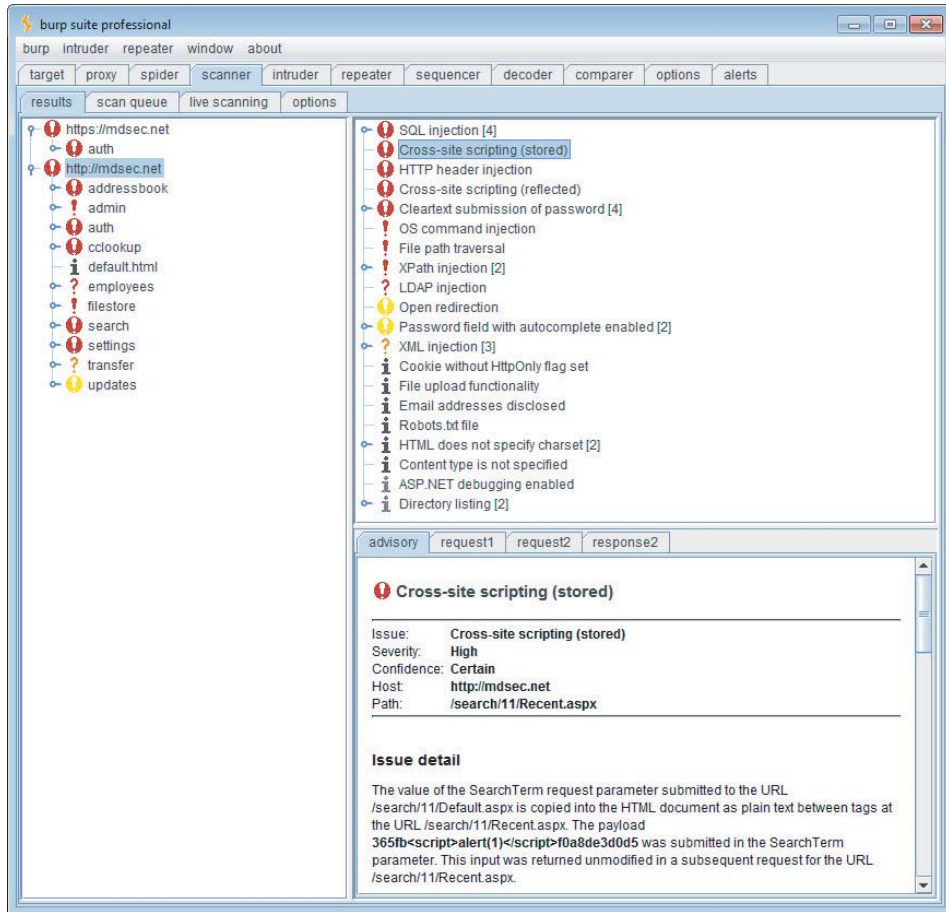 burp suite professional
burp intruder repeater window about
target proxy spider scanner intruder repeater sequencer decoder comparer options alerts
results scan queue live scanning options
https://mdsec.net
auth
http://mdsec.net
addressbook
admin
auth
cclookup
default.html
employees
filestore
search
settings
transfer
updates
SQL injection [4]
Cross-site scripting (stored)
HTTP header injection
Cross-site scripting (reflected)
Cleartext submission of password [4]
OS command injection
File path traversal
XPath injection [2]
LDAP injection
Open redirection
Password field with autocomplete enabled [2]
XML injection [3]
Cookie without HttpOnly flag set
File upload functionality
Email addresses disclosed
Robots.txt file
HTML does not specify charset [2]
Content type is not specified
ASP.NET debugging enabled
Directory listing [2]
advisory request1 request2 response2
Cross-site scripting (stored)
Issue: Cross-site scripting (stored)
Severity: High
Confidence: Certain
Host: http://mdsec.net
Path: /search/11/Recent.aspx
Issue detail
The value of the SearchTerm request parameter submitted to the URL
/search/11/Default.aspx is copied into the HTML document as plain text between tags at
the URL /search/11/Recent.aspx. The payload
365fb<script>alert(1)</script>f0a8de3d0d5 was submitted in the SearchTerm
parameter. This input was returned unmodified in a subsequent request for the URL
/search/11/Recent.aspx.